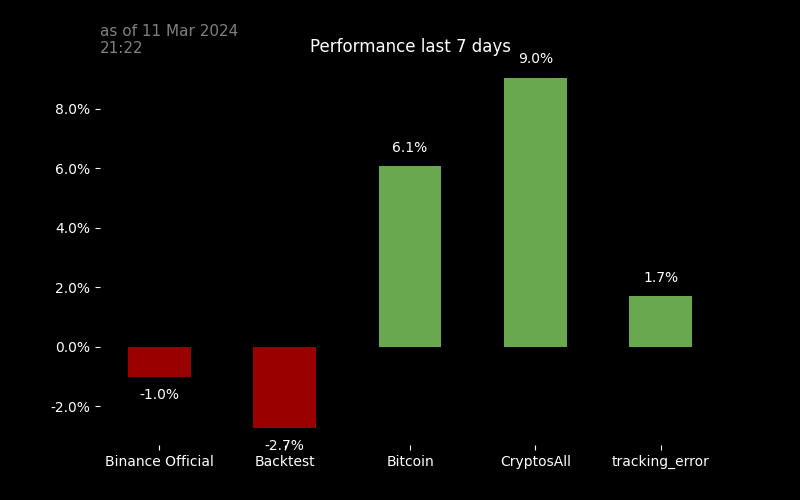 as of 11 Mar 2024
21:22
Performance last 7 days
9.0%
8.0%
6.1%
6.0%
4.0%
2.0%
1.7%
0.0%
-1.0%
-2.0%
-2.7%
Binance Official
Backtest
Bitcoin
CryptosAll
tracking_error